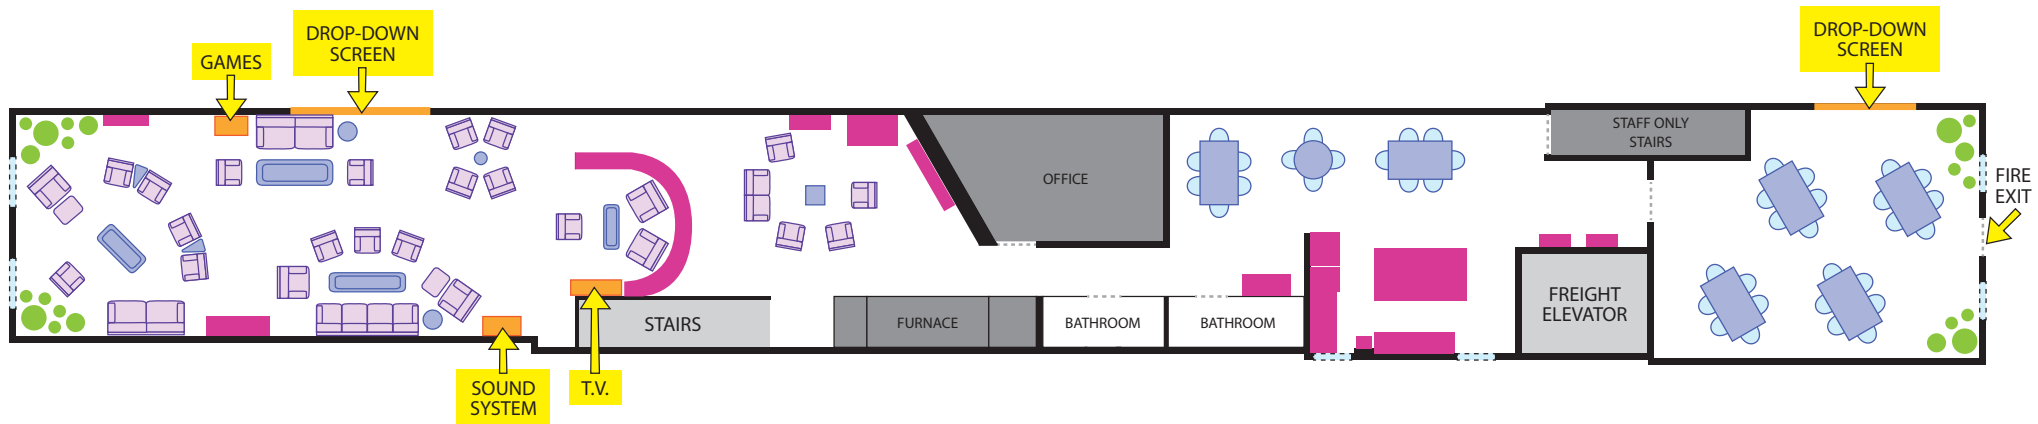 GAMES
DROP-DOWN
SCREEN
DROP-DOWN
SCREEN
OFFICE
STAFF ONLY
STAIRS
FIRE
EXIT
STAIRS
FURNACE
BATHROOM
BATHROOM
FREIGHT
ELEVATOR
SOUND
SYSTEM
T.V.